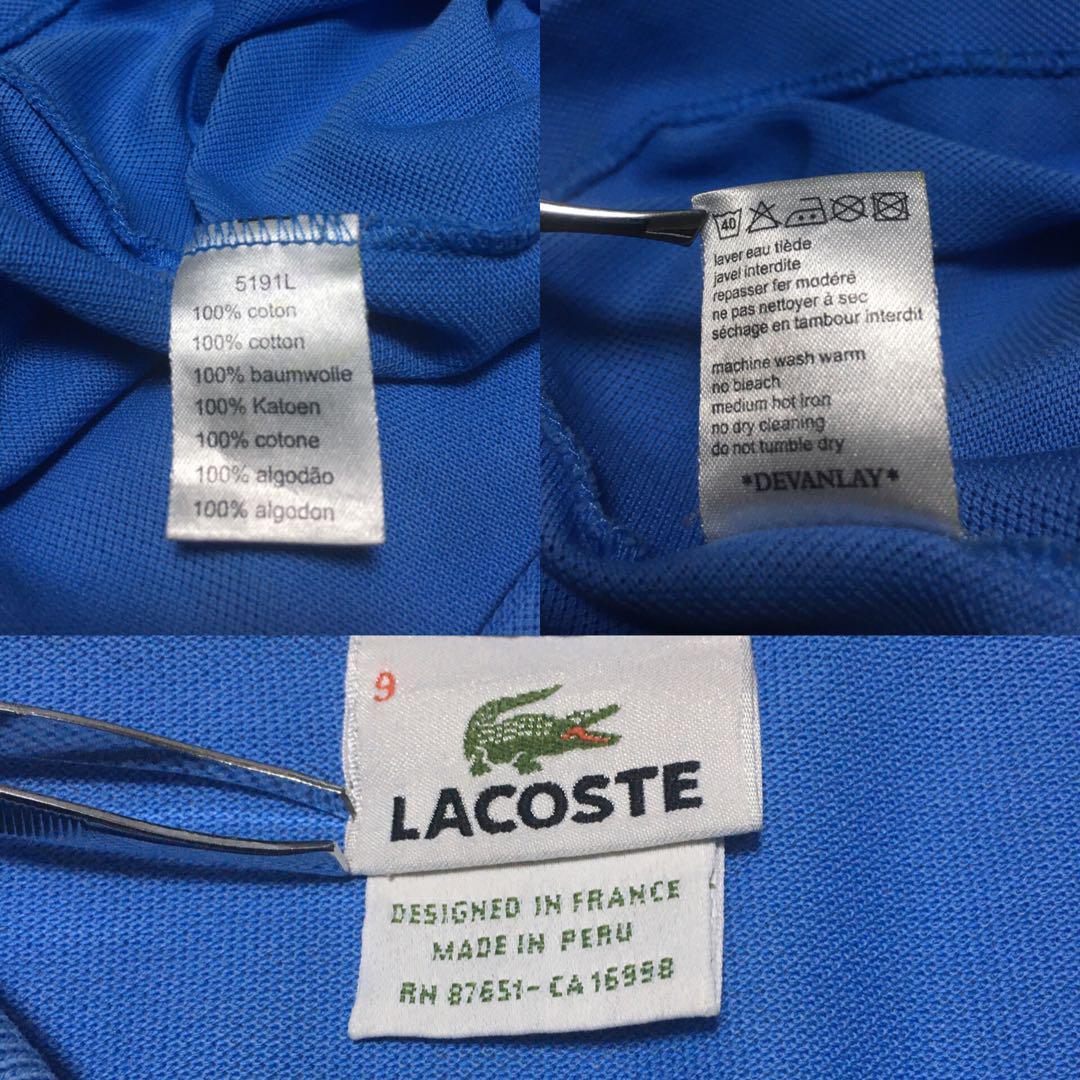 5191L
100% coton
100% cotton
100% baumwolle
100% Katoen
100% cotone
100% algodão
100% algodon
40
laver eau tiède
javel interdite
repasser fer modéré
ne pas nettoyer à sec
séchage en tambour interdit
machine wash warm
no bleach
medium hot iron
no dry cleaning
do not tumble dry
*DEVANLAY*
9
LACOSTE
DESIGNED IN FRANCE
MADE IN PERU
RN 87651-CA 16998